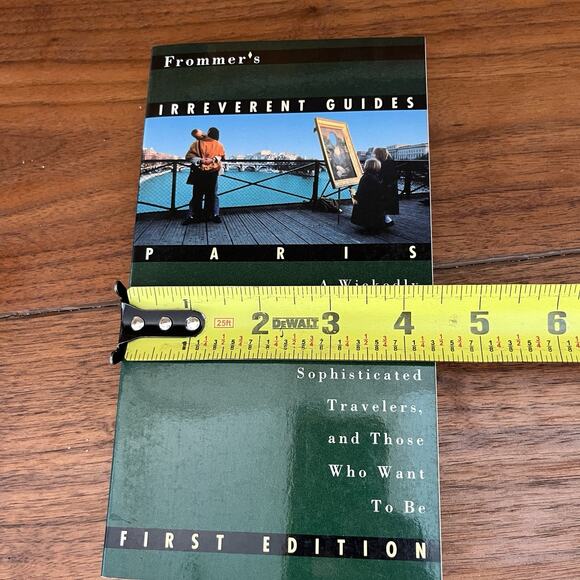 Frommer's
IRREVERENT GUIDES
PARIS
A Wickedly
25ft 2 DEWALT 3 4 5 6
Sophisticated
Travelers,
and Those
Who Want
To Be
FIRST EDITION